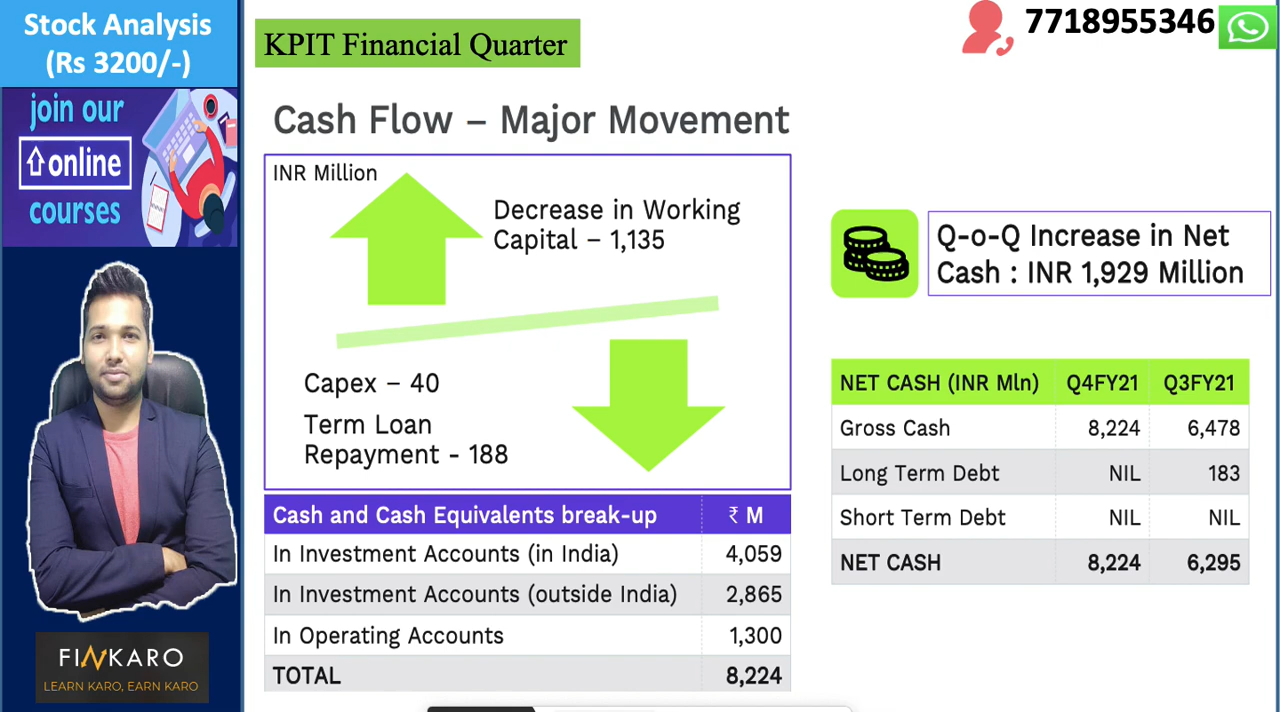 Stock Analysis
(Rs 3200/-)
join our
online
courses
FINKARO
LEARN KARO, EARN KARO
KPIT Financial Quarter
7718955346
Cash Flow – Major Movement
INR Million
Decrease in Working
Capital – 1,135
Capex – 40
Term Loan
Repayment - 188
Cash and Cash Equivalents break-up ₹ M
In Investment Accounts (in India) 4,059
In Investment Accounts (outside India) 2,865
In Operating Accounts 1,300
TOTAL 8,224
Q-o-Q Increase in Net
Cash : INR 1,929 Million
NET CASH (INR Mln) Q4FY21 Q3FY21
Gross Cash 8,224 6,478
Long Term Debt NIL 183
Short Term Debt NIL NIL
NET CASH 8,224 6,295